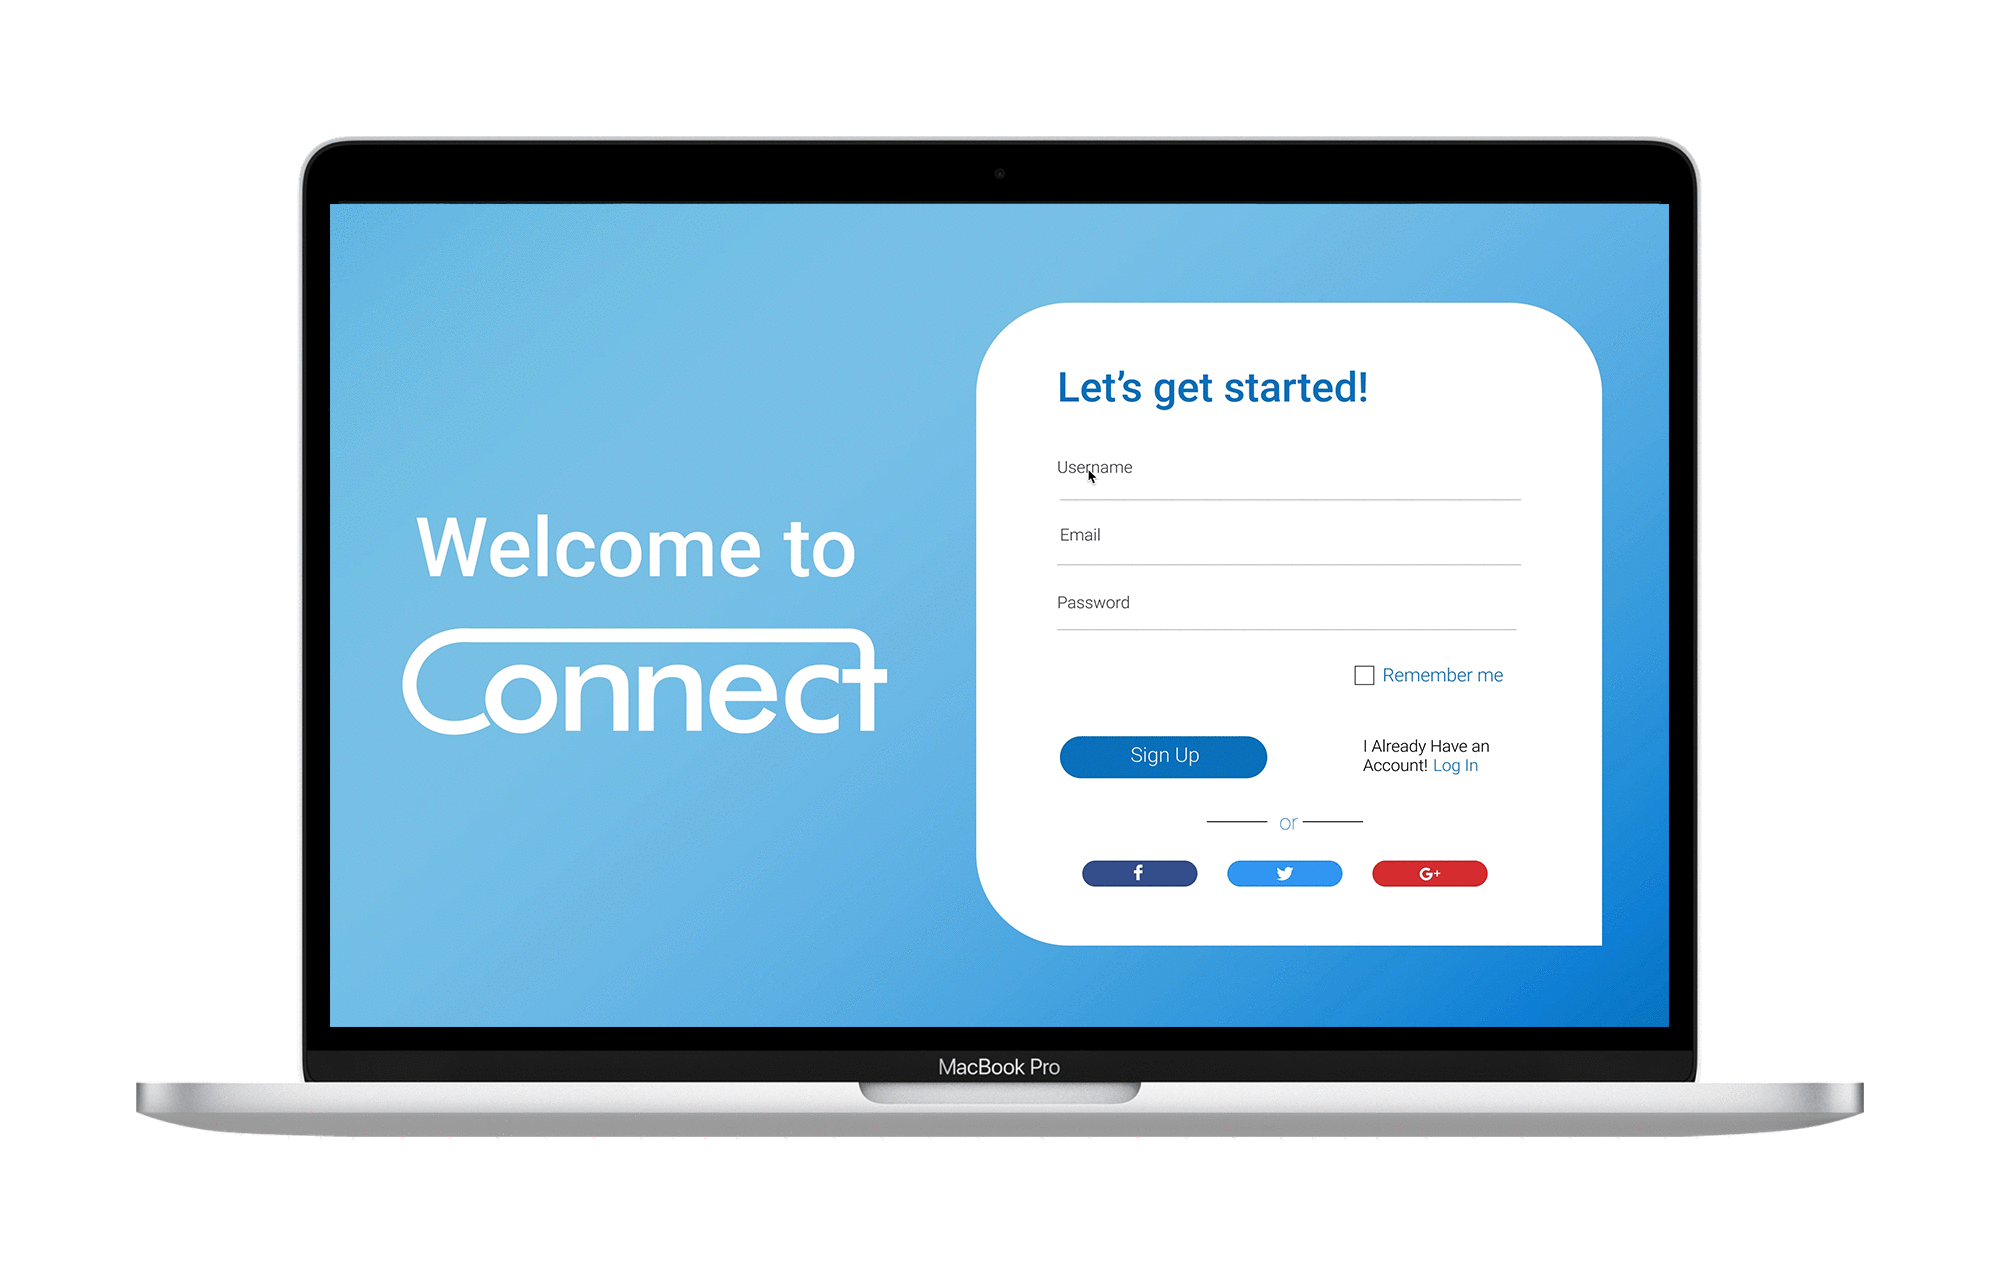 Welcome to
Connect
Let’s get started!
Username
Email
Password
Remember me
Sign Up
I Already Have an
Account! Log In
or
f
G+
MacBook Pro